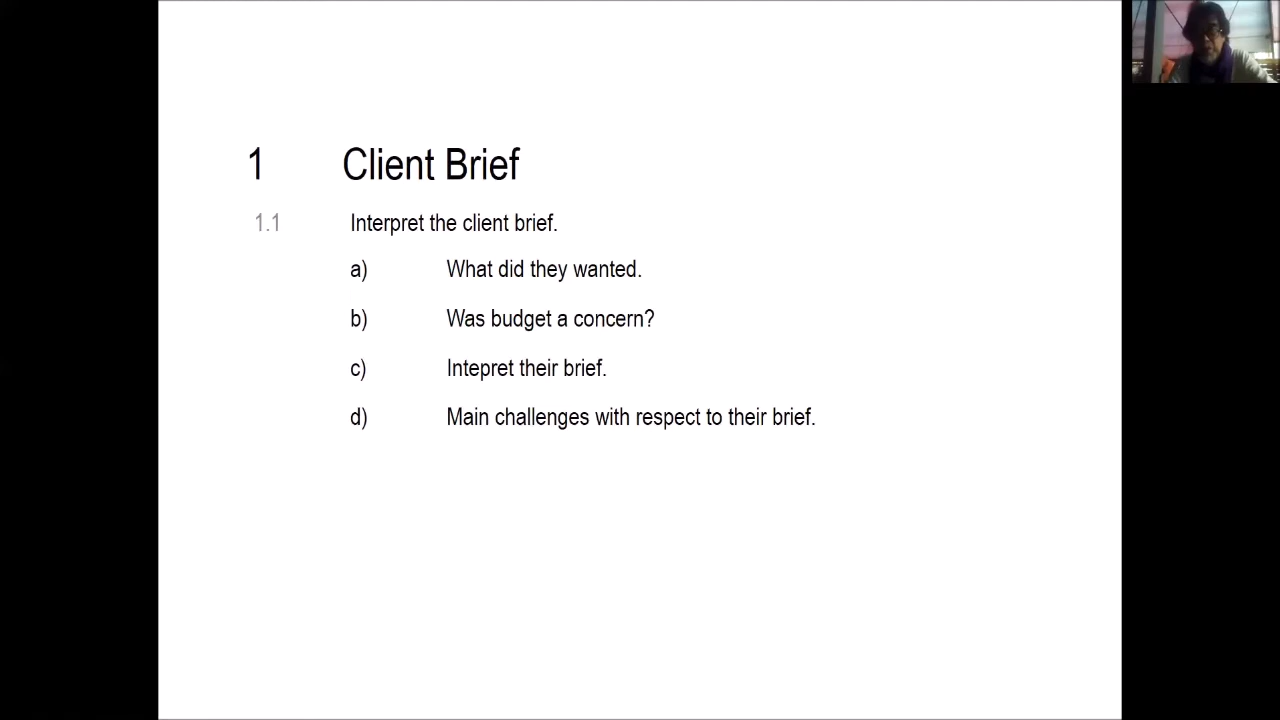 1 Client Brief
1.1 Interpret the client brief.
a) What did they wanted.
b) Was budget a concern?
c) Intepret their brief.
d) Main challenges with respect to their brief.